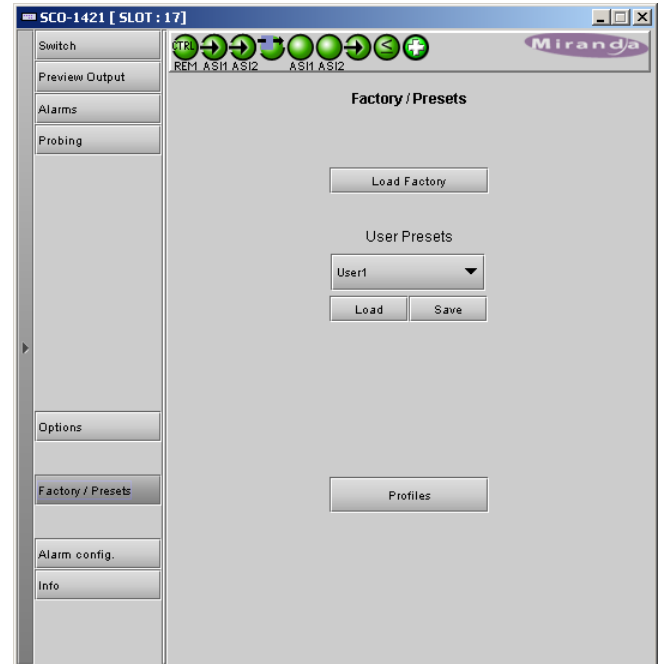 SCO-1421 [ SLOT : 17]
Switch
Preview Output
Alarms
Probing
Options
Factory / Presets
Alarm config.
Info
CTRL
REM ASI1 ASI2 ASI1 ASI2
Miranda
Factory / Presets
Load Factory
User Presets
User1
Load Save
Profiles